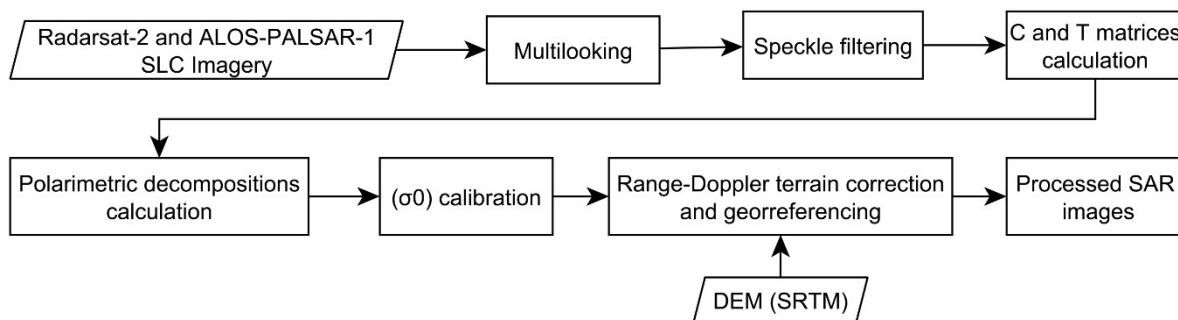 Radarsat-2 and ALOS-PALSAR-1
SLC Imagery
Multilooking
Speckle filtering
C and T matrices
calculation
Polarimetric decompositions
calculation
(σ0) calibration
Range-Doppler terrain correction
and georreferencing
Processed SAR
images
DEM (SRTM)